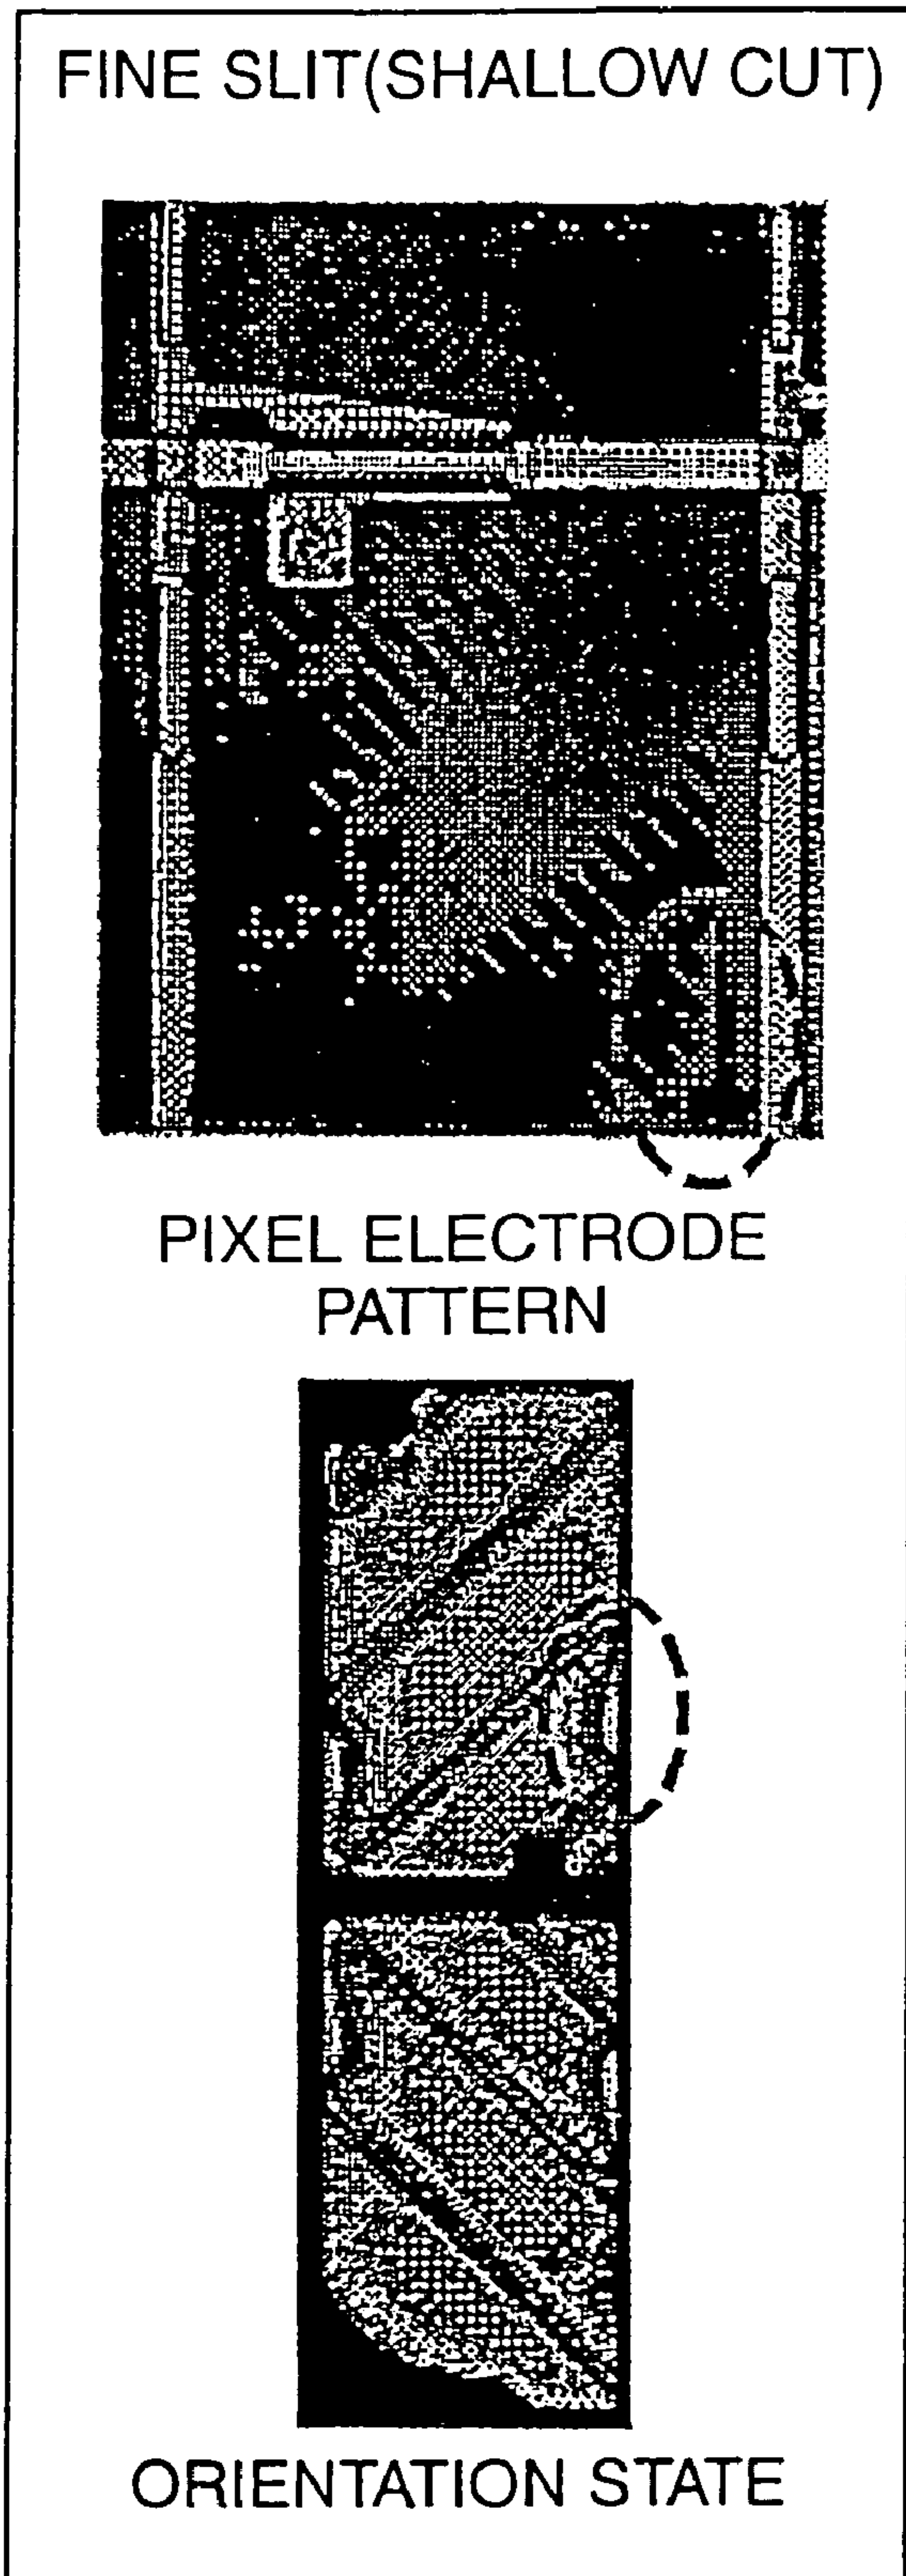 FINE SLIT(SHALLOW CUT)
PIXEL ELECTRODE
PATTERN
ORIENTATION STATE